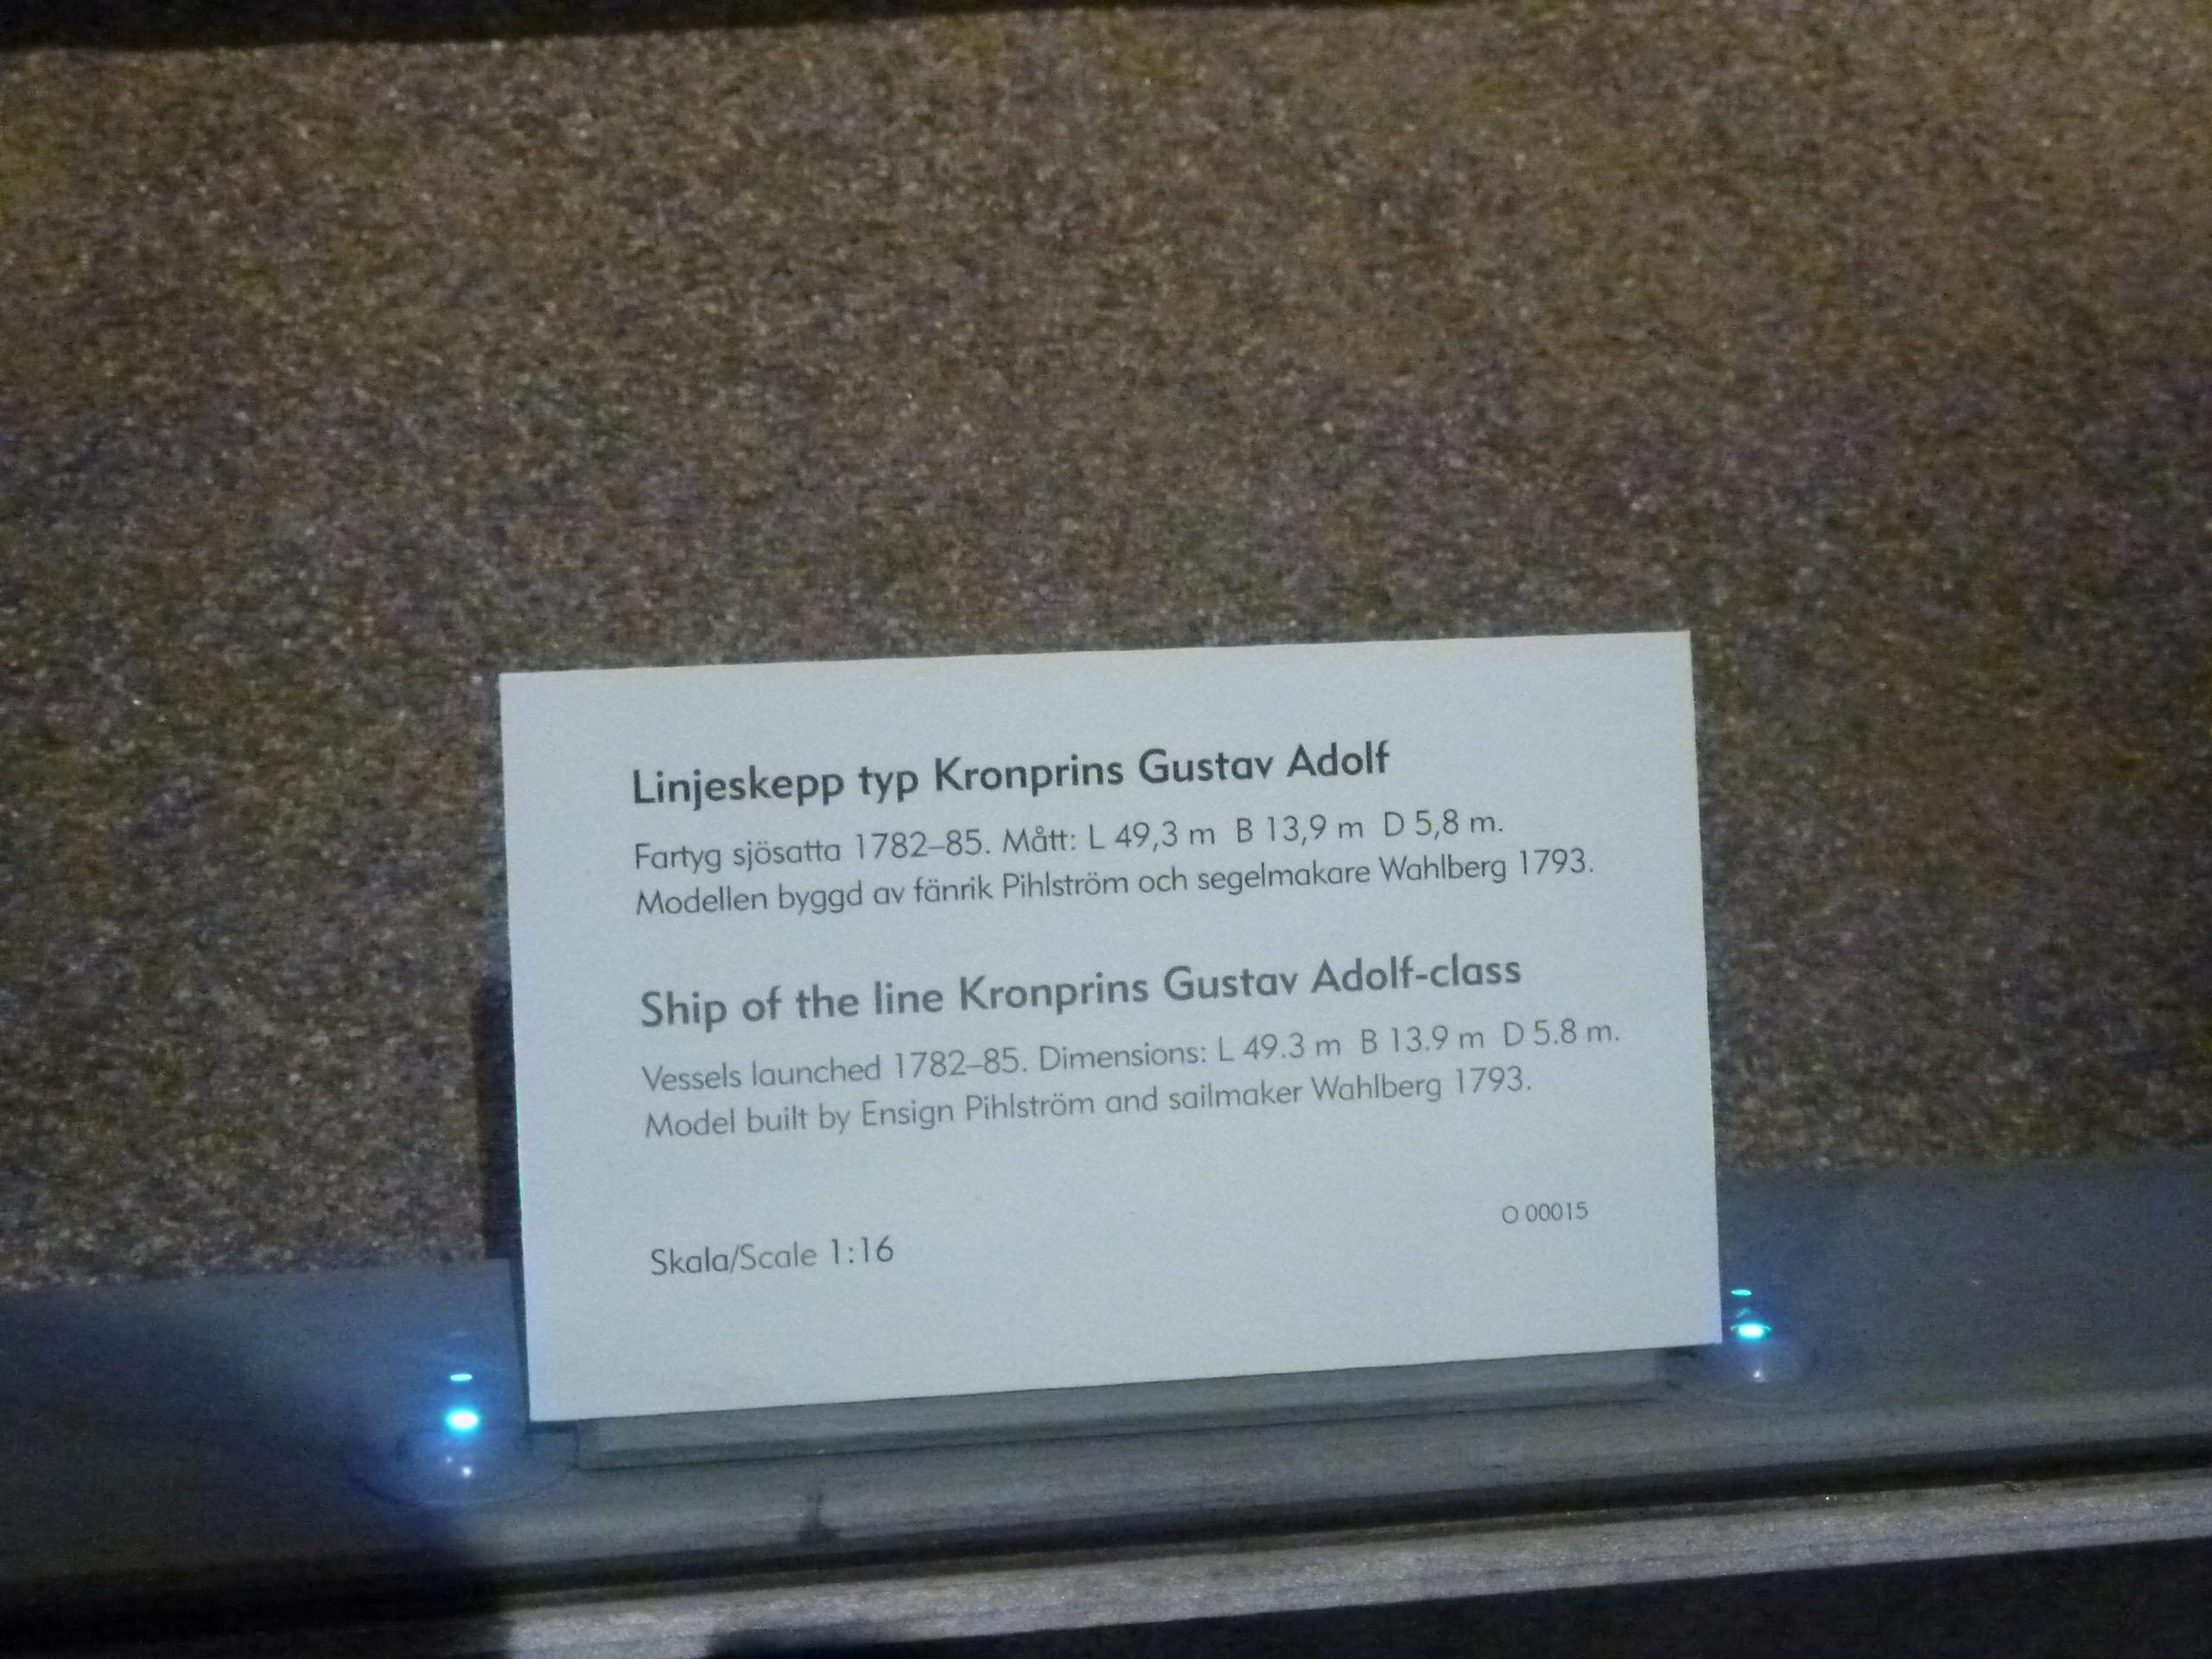 Linjeskepp typ Kronprins Gustav Adolf
Fartyg sjösatta 1782–85. Mått: L 49,3 m B 13,9 m D 5,8 m.
Modellen byggd av fänrik Pihlström och segelmakare Wahlberg 1793.
Ship of the line Kronprins Gustav Adolf-class
Vessels launched 1782–85. Dimensions: L 49.3 m B 13.9 m D 5.8 m.
Model built by Ensign Pihlström and sailmaker Wahlberg 1793.
O 00015
Skala/Scale 1:16